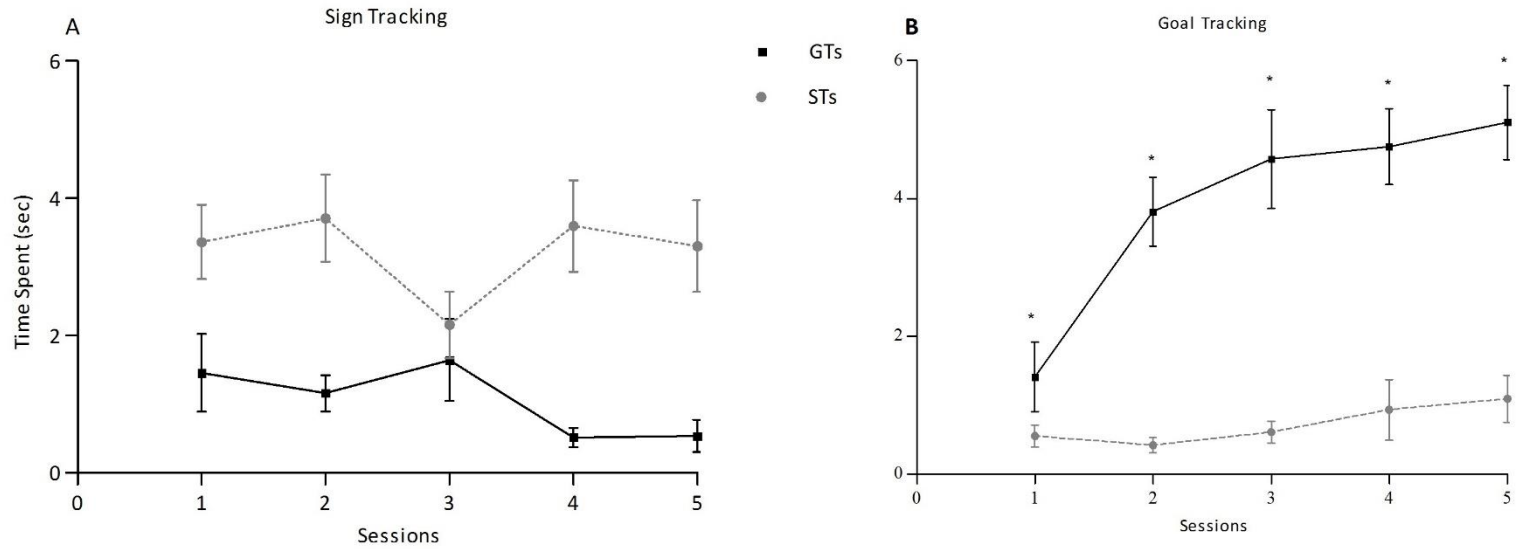 A
Sign Tracking
GTs
STs
B
Goal Tracking
Time Spent (sec)
6
4
2
0
0 1 2 3 4 5
Sessions
6
4
2
0
* * * * *
0 1 2 3 4 5
Sessions